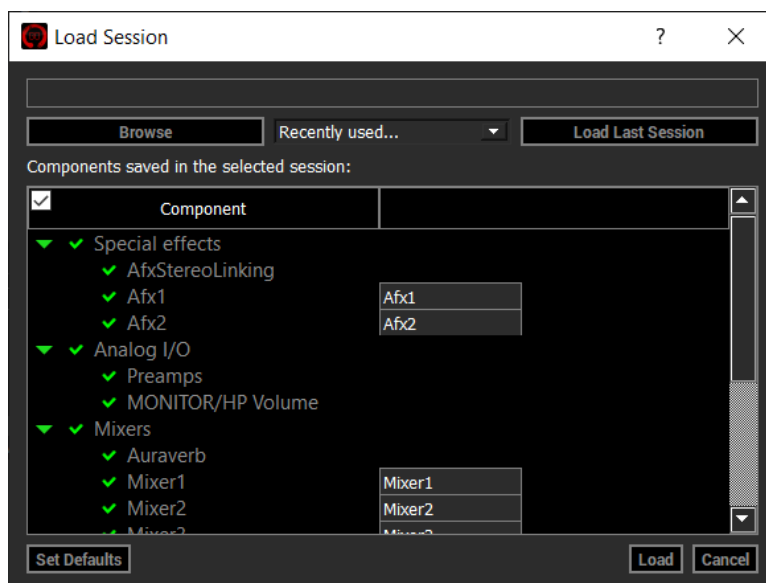 Load Session
Browse Recently used... Load Last Session
Components saved in the selected session:
Component
Special effects
AfxStereoLinking
Afx1 Afx1
Afx2 Afx2
Analog I/O
Preamps
MONITOR/HP Volume
Mixers
Auraverb
Mixer1 Mixer1
Mixer2 Mixer2
Set Defaults Load Cancel